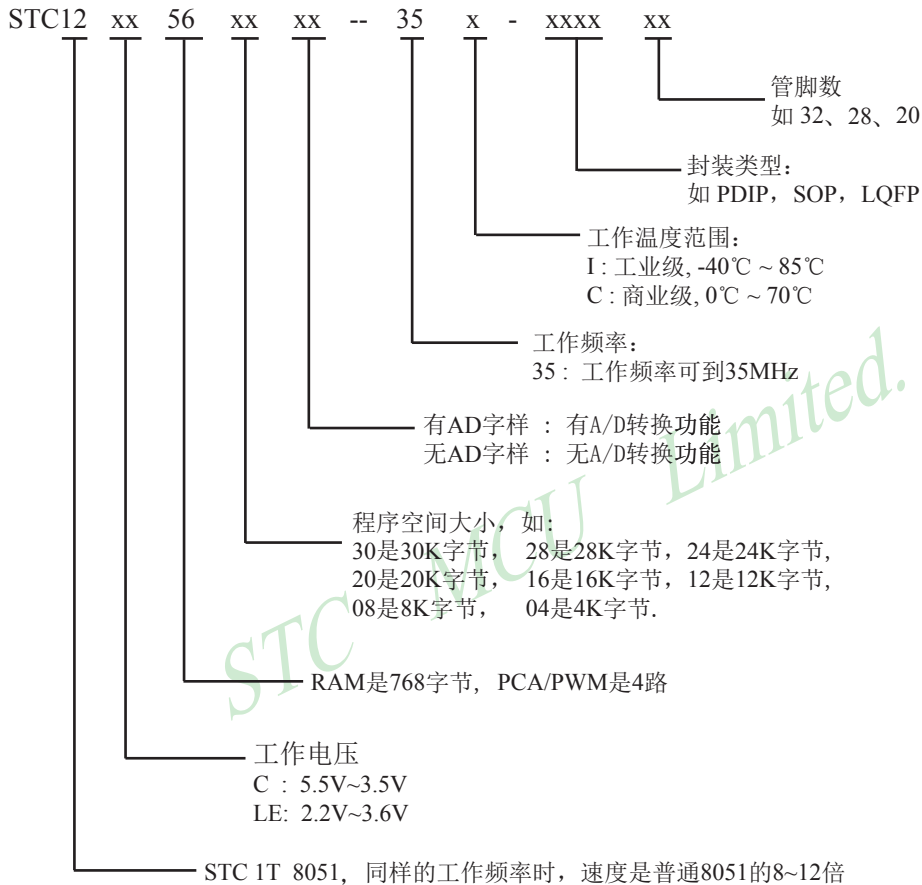 STC12 xx 56 xx xx -- 35 x - xxxx xx
管脚数
如 32、28、20
封装类型：
如 PDIP，SOP，LQFP
工作温度范围：
I : 工业级, -40℃ ~ 85℃
C : 商业级, 0℃ ~ 70℃
工作频率：
35 : 工作频率可到35MHz
有AD字样 : 有A/D转换功能
无AD字样 : 无A/D转换功能
程序空间大小，如:
30是30K字节， 28是28K字节，24是24K字节,
20是20K字节， 16是16K字节，12是12K字节,
08是8K字节， 04是4K字节.
RAM是768字节, PCA/PWM是4路
工作电压
C : 5.5V~3.5V
LE: 2.2V~3.6V
STC 1T 8051, 同样的工作频率时，速度是普通8051的8~12倍
STC MCU Limited.